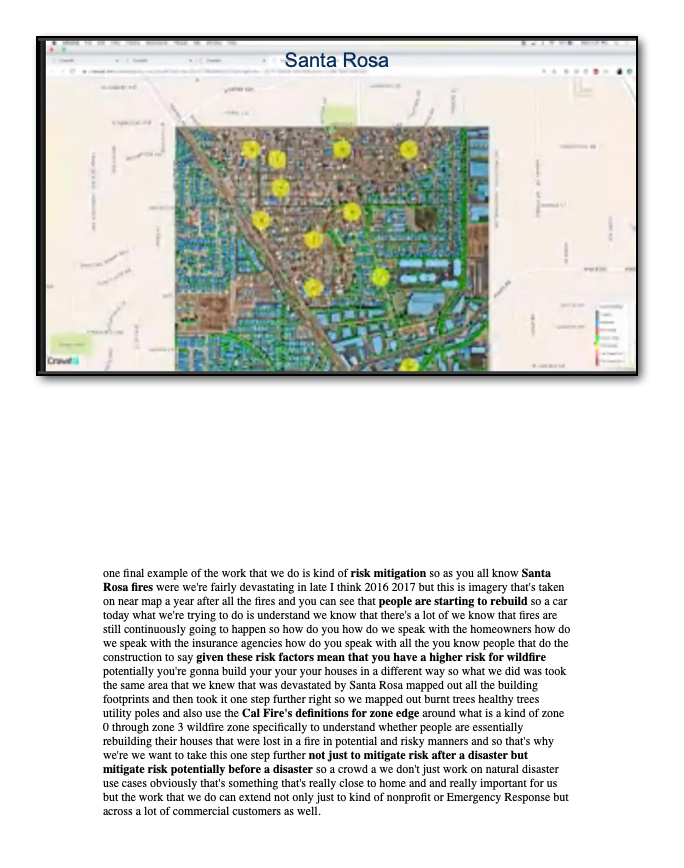 Santa Rosa
one final example of the work that we do is kind of risk mitigation so as you all know Santa
Rosa fires were we're fairly devastating in late I think 2016 2017 but this is imagery that's taken
on near map a year after all the fires and you can see that people are starting to rebuild so a car
today what we're trying to do is understand we know that there's a lot of we know that fires are
still continuously going to happen so how do you how do we speak with the homeowners how do
we speak with the insurance agencies how do you speak with all the you know people that do the
construction to say given these risk factors mean that you have a higher risk for wildfire
potentially you're gonna build your your your houses in a different way so what we did was took
the same area that we knew that was devastated by Santa Rosa mapped out all the building
footprints and then took it one step further right so we mapped out burnt trees healthy trees
utility poles and also use the Cal Fire's definitions for zone edge around what is a kind of zone
0 through zone 3 wildfire zone specifically to understand whether people are essentially
rebuilding their houses that were lost in a fire in potential and risky manners and so that's why
we're we want to take this one step further not just to mitigate risk after a disaster but
mitigate risk potentially before a disaster so a crowd a we don't just work on natural disaster
use cases obviously that's something that's really close to home and and really important for us
but the work that we do can extend not only just to kind of nonprofit or Emergency Response but
across a lot of commercial customers as well.